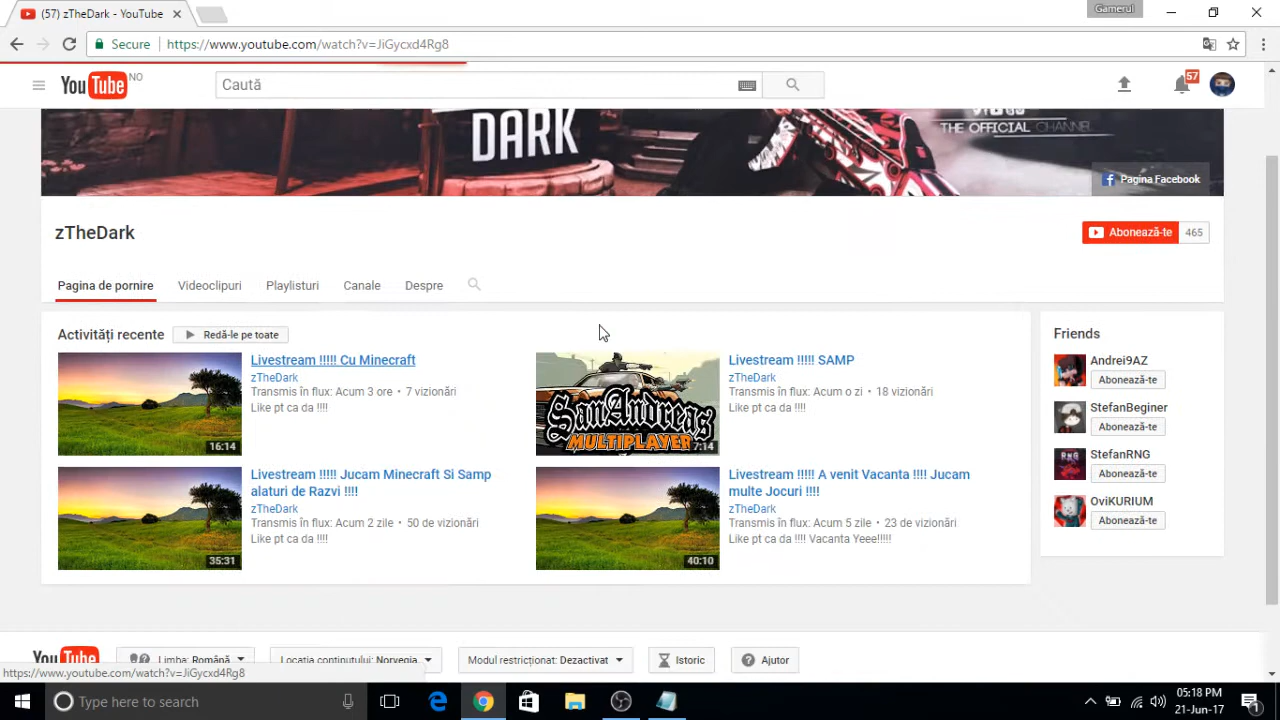 (57) zTheDark - YouTube
Gamerul
Secure
https://www.youtube.com/watch?v=JiGycxd4Rg8
YouTube NO
Caută
57
DARK
THE OFFICIAL CHANNEL
Pagina Facebook
zTheDark
Abonează-te 465
Pagina de pornire Videoclipuri Playlisturi Canale Despre
Activități recente Redă-le pe toate
Livestream !!!!! Cu Minecraft
zTheDark
Transmis în flux: Acum 3 ore • 7 vizionări
Like pt ca da !!!!
16:14
Livestream !!!!! SAMP
zTheDark
Transmis în flux: Acum o zi • 18 vizionări
Like pt ca da !!!!
SanAndreas
MULTIPLAYER
7:14
Livestream !!!!! Jucam Minecraft Si Samp
alaturi de Razvi !!!!
zTheDark
Transmis în flux: Acum 2 zile • 50 de vizionări
Like pt ca da !!!!
35:31
Livestream !!!!! A venit Vacanta !!!! Jucam
multe Jocuri !!!!
zTheDark
Transmis în flux: Acum 5 zile • 23 de vizionări
Like pt ca da !!!! Vacanta Yeee!!!!!
40:10
Friends
Andrei9AZ
Abonează-te
StefanBeginer
Abonează-te
StefanRNG
Abonează-te
RNG
OviKURIUM
Abonează-te
YouTube
Limba: Română
Locația conținutului: Norvegia
Modul restricționat: Dezactivat
Istoric
Ajutor
https://www.youtube.com/watch?v=JiGycxd4Rg8
Type here to search
05:18 PM
21-Jun-17
1